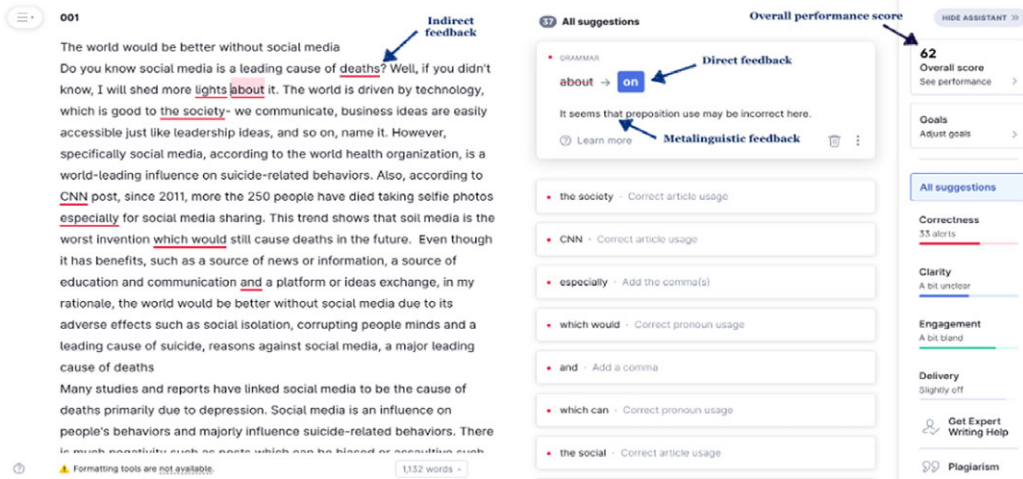 001
The world would be better without social media
Do you know social media is a leading cause of deaths? Well, if you didn't
know, I will shed more lights about it. The world is driven by technology,
which is good to the society- we communicate, business ideas are easily
accessible just like leadership ideas, and so on, name it. However,
specifically social media, according to the world health organization, is a
world-leading influence on suicide-related behaviors. Also, according to
CNN post, since 2011, more the 250 people have died taking selfie photos
especially for social media sharing. This trend shows that soil media is the
worst invention which would still cause deaths in the future. Even though
it has benefits, such as a source of news or information, a source of
education and communication and a platform or ideas exchange, in my
rationale, the world would be better without social media due to its
adverse effects such as social isolation, corrupting people minds and a
leading cause of suicide, reasons against social media, a major leading
cause of deaths
Many studies and reports have linked social media to be the cause of
deaths primarily due to depression. Social media is an influence on
people's behaviors and majorly influence suicide-related behaviors. There
is much negativity such as posts which can be biased or assaultive such
Formatting tools are not available.
1,132 words
Indirect
feedback
37 All suggestions
GRAMMAR
about → on
Direct feedback
It seems that preposition use may be incorrect here.
Learn more
Metalinguistic feedback
the society · Correct article usage
CNN · Correct article usage
especially · Add the comma(s)
which would · Correct pronoun usage
and · Add a comma
which can · Correct pronoun usage
the social · Correct article usage
Overall performance score
HIDE ASSISTANT
62
Overall score
See performance
Goals
Adjust goals
All suggestions
Correctness
33 alerts
Clarity
A bit unclear
Engagement
A bit bland
Delivery
Slightly off
Get Expert
Writing Help
Plagiarism